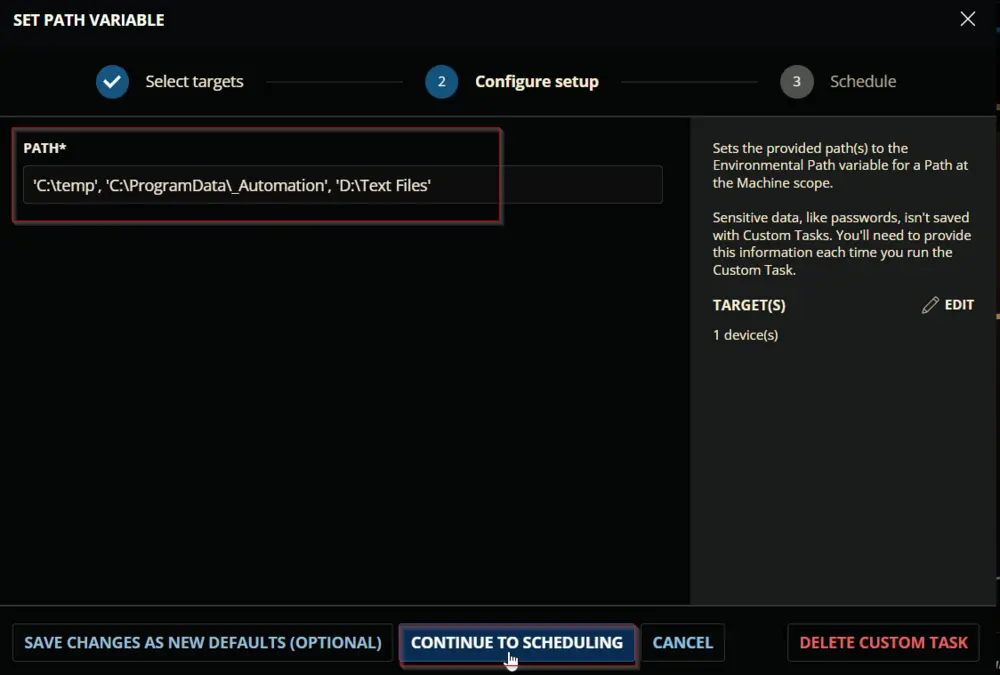 SET PATH VARIABLE
Select targets
2 Configure setup
3 Schedule
PATH*
'C:\temp', 'C:\ProgramData\_Automation', 'D:\Text Files'
Sets the provided path(s) to the
Environmental Path variable for a Path at
the Machine scope.
Sensitive data, like passwords, isn't saved
with Custom Tasks. You'll need to provide
this information each time you run the
Custom Task.
TARGET(S)
EDIT
1 device(s)
SAVE CHANGES AS NEW DEFAULTS (OPTIONAL)
CONTINUE TO SCHEDULING
CANCEL
DELETE CUSTOM TASK